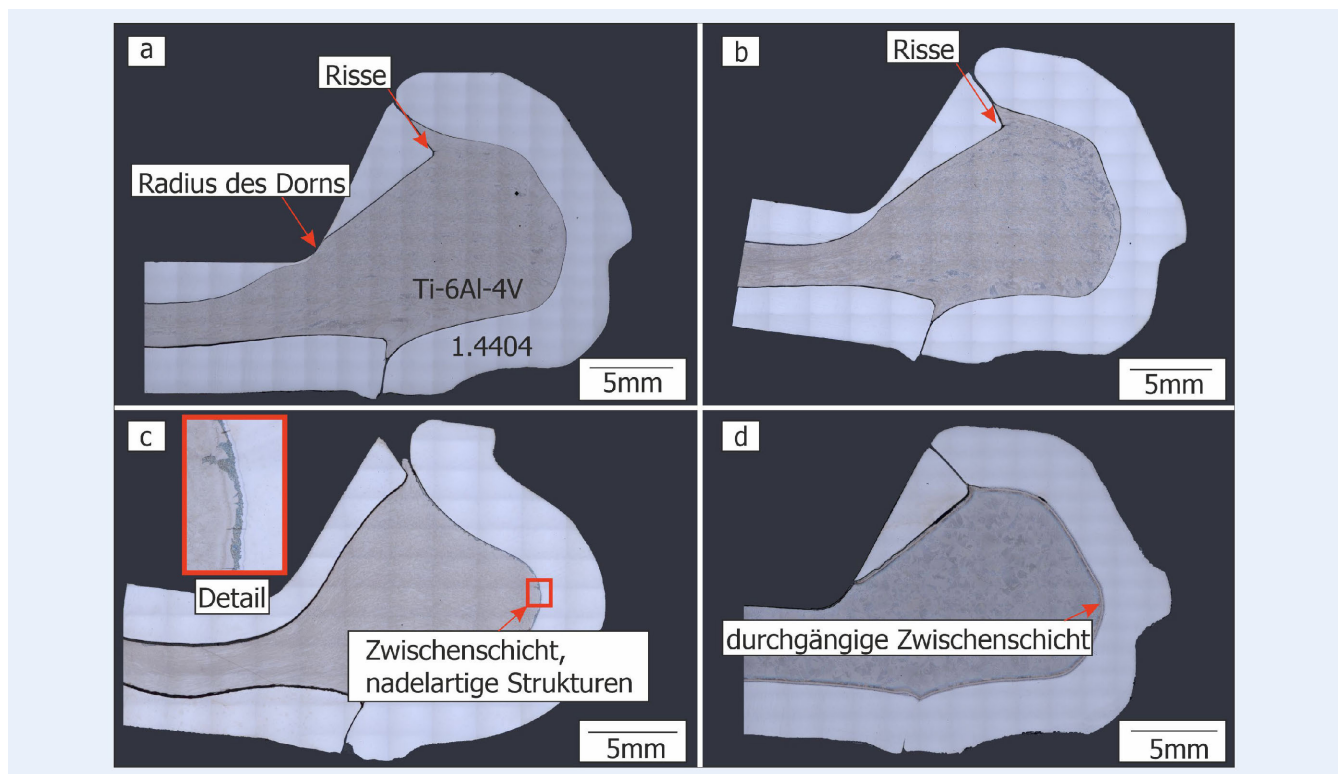 a
Risse
Radius des Dorns
Ti-6Al-4V
1.4404
5mm
b
Risse
5mm
c
Detail
Zwischenschicht,
nadelartige Strukturen
5mm
d
durchgängige Zwischenschicht
5mm